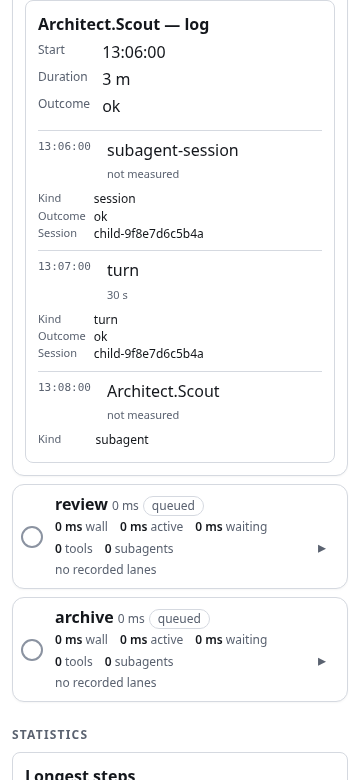 Architect.Scout — log
Start 13:06:00
Duration 3 m
Outcome ok
13:06:00 subagent-session
not measured
Kind session
Outcome ok
Session child-9f8e7d6c5b4a
13:07:00 turn
30 s
Kind turn
Outcome ok
Session child-9f8e7d6c5b4a
13:08:00 Architect.Scout
not measured
Kind subagent
review 0 ms queued
0 ms wall 0 ms active 0 ms waiting
0 tools 0 subagents
no recorded lanes
archive 0 ms queued
0 ms wall 0 ms active 0 ms waiting
0 tools 0 subagents
no recorded lanes
STATISTICS
Longest steps